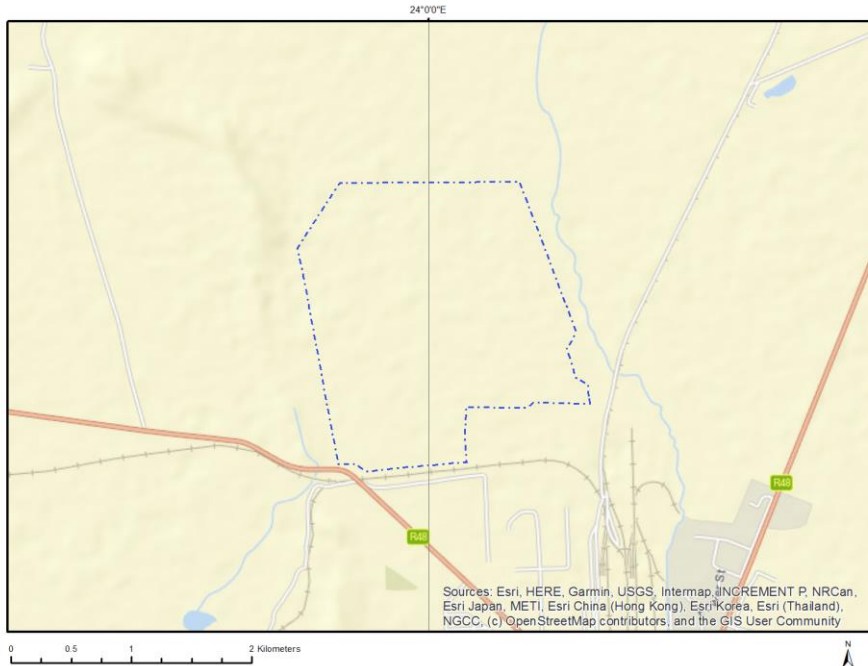 24°0'0"E
R48
R48
St
Sources: Esri, HERE, Garmin, USGS, Intermap, INCREMENT P, NRCan,
Esri Japan, METI, Esri China (Hong Kong), Esri Korea, Esri (Thailand),
NGCC, (c) OpenStreetMap contributors, and the GIS User Community
0 0.5 1 2 Kilometers
N